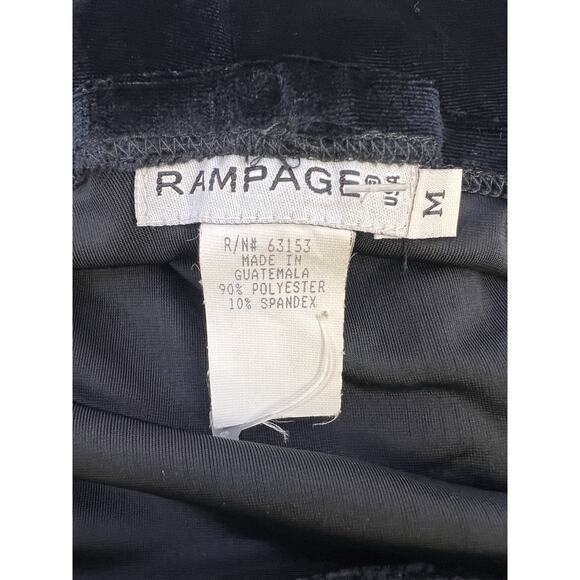 RAMPAGE®
USA
M
R/N# 63153
MADE IN
GUATEMALA
90% POLYESTER
10% SPANDEX